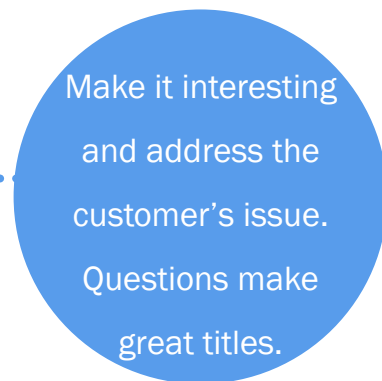 Make it interesting
and address the
customer’s issue.
Questions make
great titles.